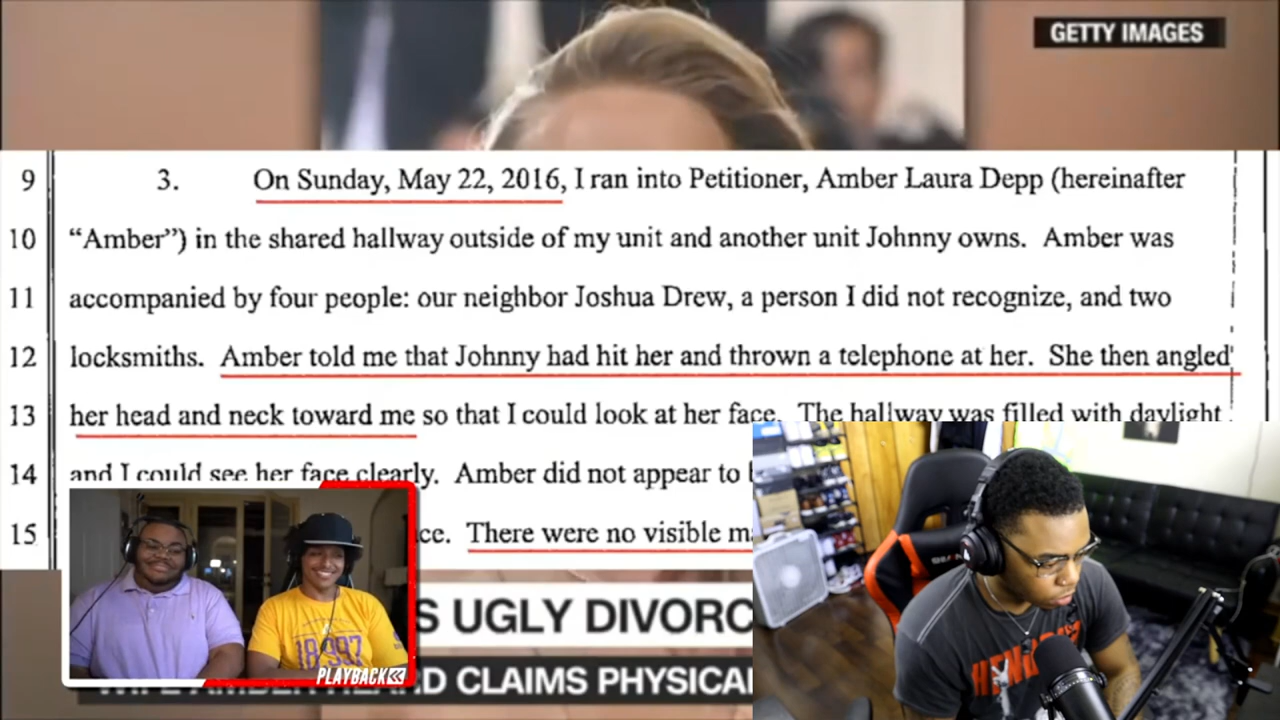 GETTY IMAGES
9 3. On Sunday, May 22, 2016, I ran into Petitioner, Amber Laura Depp (hereinafter
10 “Amber”) in the shared hallway outside of my unit and another unit Johnny owns. Amber was
11 accompanied by four people: our neighbor Joshua Drew, a person I did not recognize, and two
12 locksmiths. Amber told me that Johnny had hit her and thrown a telephone at her. She then angled
13 her head and neck toward me so that I could look at her face. The hallway was filled with daylight
14 and I could see her face clearly. Amber did not appear to
15 There were no visible
UGLY
CLAIMS
PLAYBACK